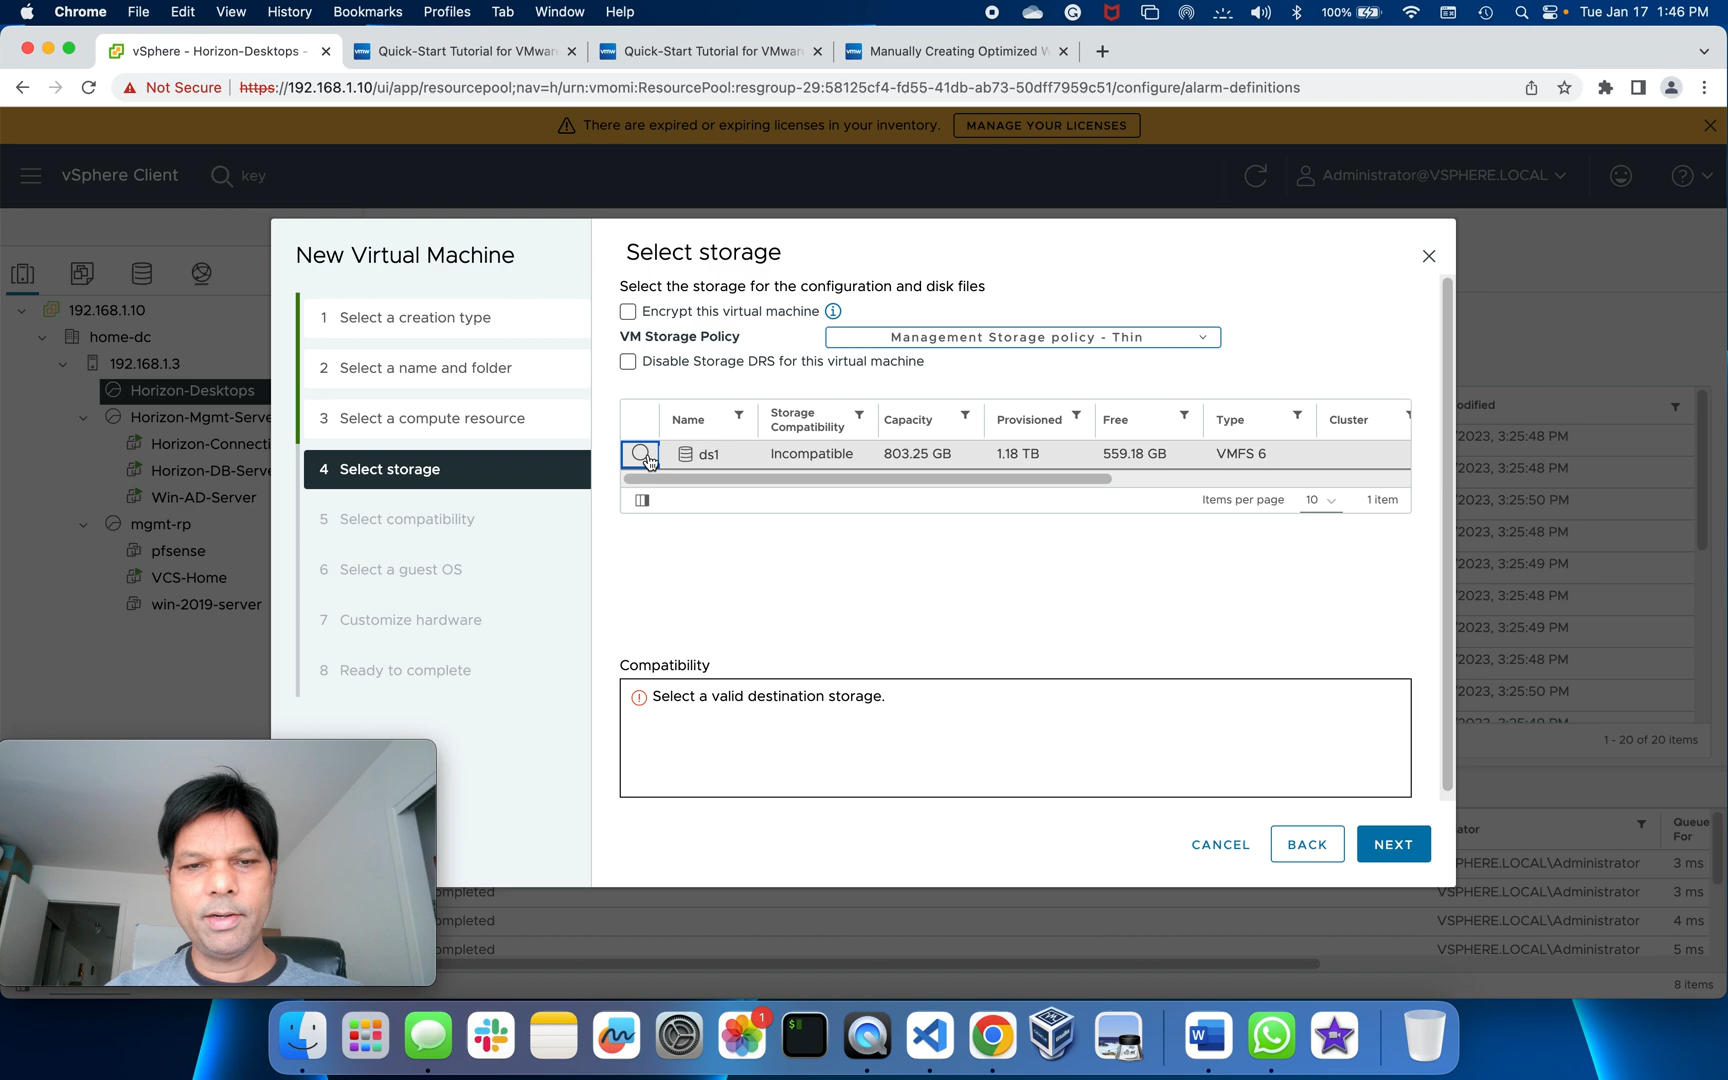 Chrome File Edit View History Bookmarks Profiles Tab Window Help 100% Tue Jan 17 1:46 PM
vSphere - Horizon-Desktops - Quick-Start Tutorial for VMwar Quick-Start Tutorial for VMwar Manually Creating Optimized W
Not Secure https://192.168.1.10/ui/app/resourcepool;nav=h/urn:vmomi:ResourcePool:resgroup-29:58125cf4-fd55-41db-ab73-50dff7959c51/configure/alarm-definitions
There are expired or expiring licenses in your inventory. MANAGE YOUR LICENSES
vSphere Client key Administrator@VSPHERE.LOCAL
192.168.1.10
home-dc
192.168.1.3
Horizon-Desktops
Horizon-Mgmt-Serve
Horizon-Connecti
Horizon-DB-Serve
Win-AD-Server
mgmt-rp
pfsense
VCS-Home
win-2019-server
New Virtual Machine
1 Select a creation type
2 Select a name and folder
3 Select a compute resource
4 Select storage
5 Select compatibility
6 Select a guest OS
7 Customize hardware
8 Ready to complete
Select storage
Select the storage for the configuration and disk files
Encrypt this virtual machine
VM Storage Policy Management Storage policy - Thin
Disable Storage DRS for this virtual machine
Name Storage Compatibility Capacity Provisioned Free Type Cluster
ds1 Incompatible 803.25 GB 1.18 TB 559.18 GB VMFS 6
Items per page 10 1 item
Compatibility
Select a valid destination storage.
CANCEL BACK NEXT
odified
2023, 3:25:48 PM
2023, 3:25:48 PM
2023, 3:25:50 PM
2023, 3:25:48 PM
2023, 3:25:49 PM
2023, 3:25:48 PM
2023, 3:25:49 PM
2023, 3:25:48 PM
2023, 3:25:50 PM
2023, 3:25:49 PM
1 - 20 of 20 items
ator Queue For
PHERE.LOCAL\Administrator 3 ms
ompleted VSPHERE.LOCAL\Administrator 3 ms
ompleted VSPHERE.LOCAL\Administrator 4 ms
ompleted VSPHERE.LOCAL\Administrator 5 ms
8 items
1